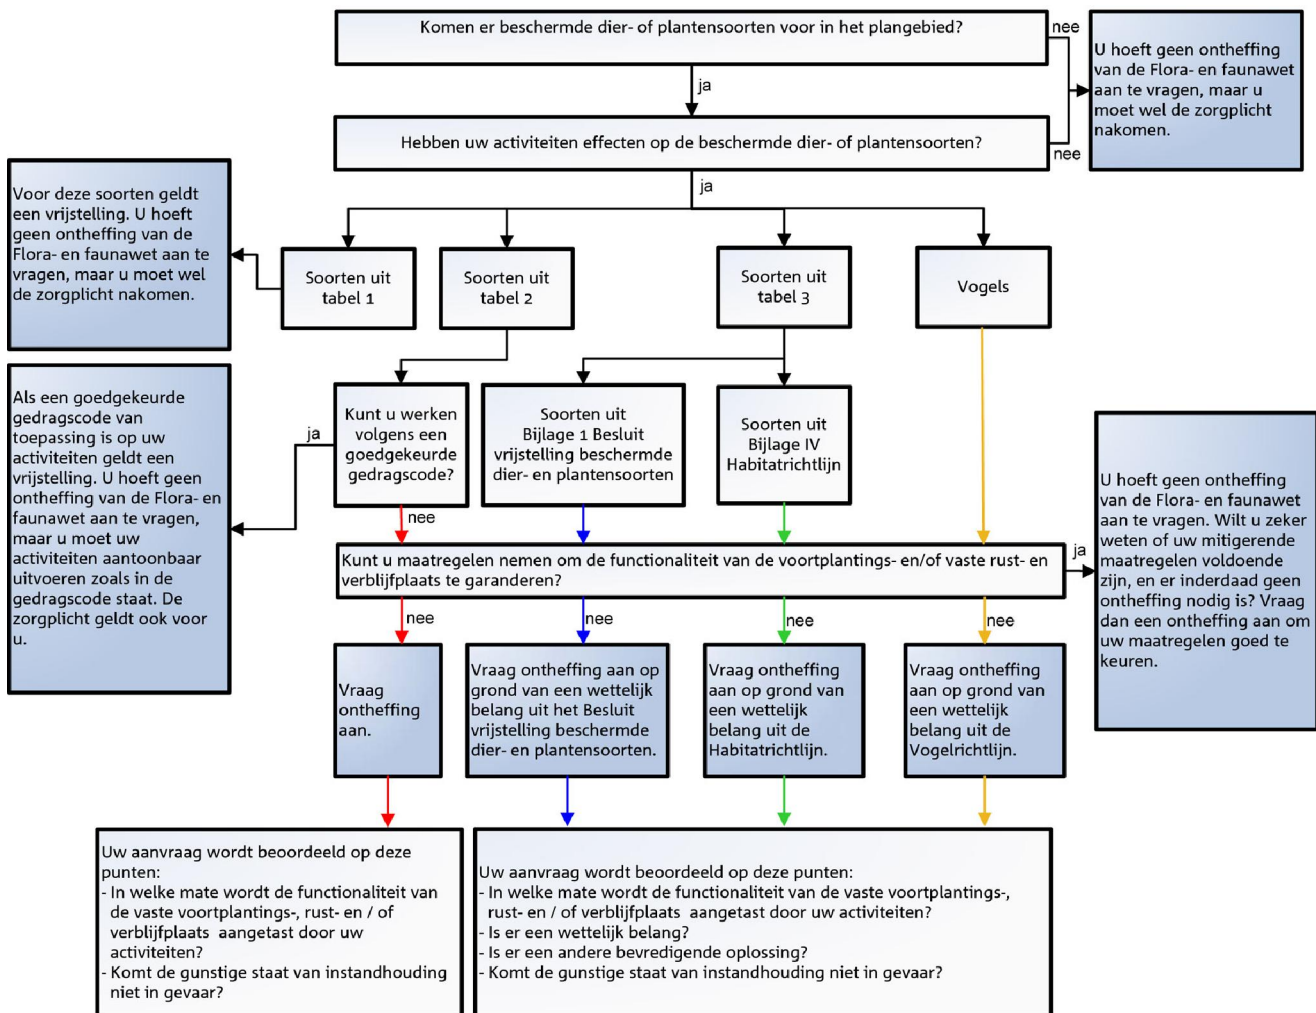 Komen er beschermde dier- of plantensoorten voor in het plangebied?
nee
U hoeft geen ontheffing
van de Flora- en faunawet
aan te vragen, maar u
moet wel de zorgplicht
nakomen.
ja
Hebben uw activiteiten effecten op de beschermde dier- of plantensoorten?
nee
ja
Voor deze soorten geldt
een vrijstelling. U hoeft
geen ontheffing van de
Flora- en faunawet aan te
vragen, maar u moet wel
de zorgplicht nakomen.
Soorten uit
tabel 1
Soorten uit
tabel 2
Soorten uit
tabel 3
Vogels
Als een goedgekeurde
gedragscode van
toepassing is op uw
activiteiten geldt een
vrijstelling. U hoeft geen
ontheffing van de Flora- en
faunawet aan te vragen,
maar u moet uw
activiteiten aantoonbaar
uitvoeren zoals in de
gedragscode staat. De
zorgplicht geldt ook voor
u.
ja
Kunt u werken
volgens een
goedgekeurde
gedragscode?
Soorten uit
Bijlage 1 Besluit
vrijstelling beschermde
dier- en plantensoorten
Soorten uit
Bijlage IV
Habitatrichtlijn
nee
Kunt u maatregelen nemen om de functionaliteit van de voortplantings- en/of vaste rust- en
verblijfplaats te garanderen?
ja
U hoeft geen ontheffing
van de Flora- en faunawet
aan te vragen. Wilt u zeker
weten of uw mitigerende
maatregelen voldoende
zijn, en er inderdaad geen
ontheffing nodig is? Vraag
dan een ontheffing aan om
uw maatregelen goed te
keuren.
nee
nee
nee
nee
Vraag
ontheffing
aan.
Vraag ontheffing aan op
grond van een wettelijk
belang uit het Besluit
vrijstelling beschermde
dier- en plantensoorten.
Vraag ontheffing
aan op grond van
een wettelijk
belang uit de
Habitatrichtlijn.
Vraag ontheffing
aan op grond van
een wettelijk
belang uit de
Vogelrichtlijn.
Uw aanvraag wordt beoordeeld op deze
punten:
- In welke mate wordt de functionaliteit van
de vaste voortplantings-, rust- en / of
verblijfplaats aangetast door uw
activiteiten?
- Komt de gunstige staat van instandhouding
niet in gevaar?
Uw aanvraag wordt beoordeeld op deze punten:
- In welke mate wordt de functionaliteit van de vaste voortplantings-,
rust- en / of verblijfplaats aangetast door uw activiteiten?
- Is er een wettelijk belang?
- Is er een andere bevredigende oplossing?
- Komt de gunstige staat van instandhouding niet in gevaar?